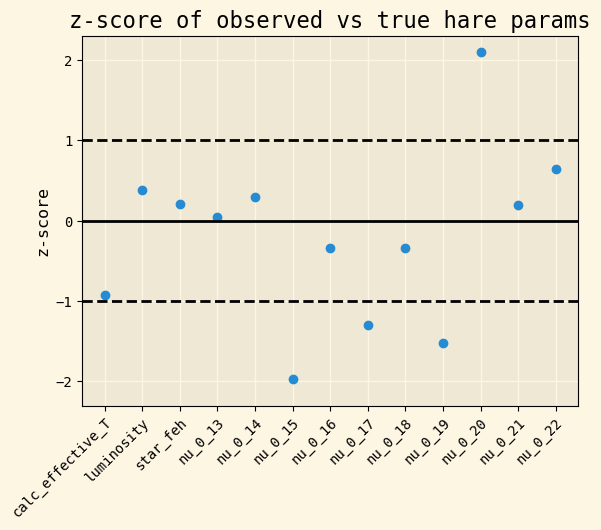 z-score of observed vs true hare params
z-score
2
1
0
−1
−2
calc_effective_T
luminosity
star_feh
nu_0_13
nu_0_14
nu_0_15
nu_0_16
nu_0_17
nu_0_18
nu_0_19
nu_0_20
nu_0_21
nu_0_22